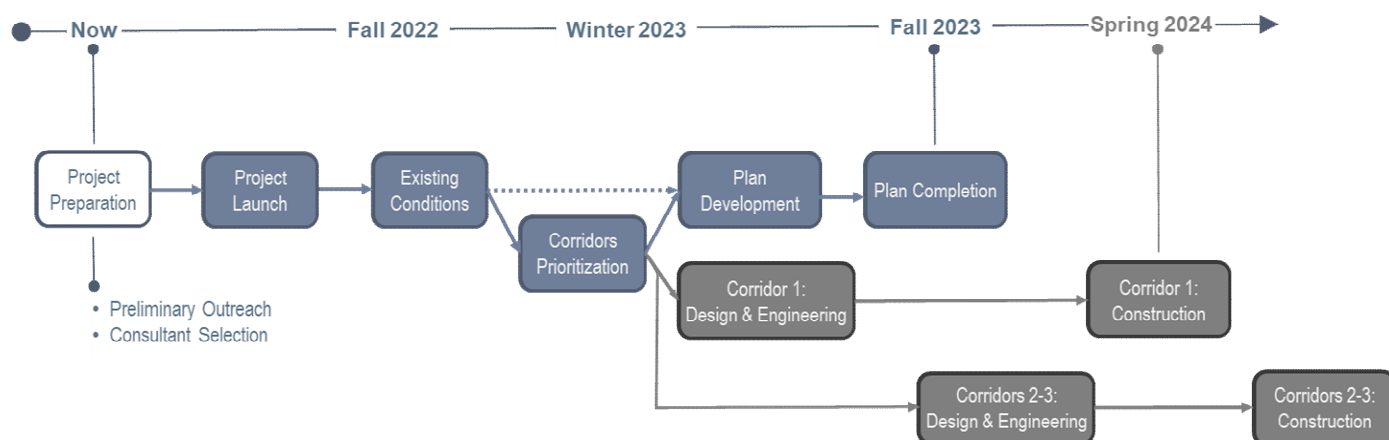 Now
Fall 2022
Winter 2023
Fall 2023
Spring 2024
Project
Preparation
Project
Launch
Existing
Conditions
Plan
Development
Plan Completion
Corridors
Prioritization
Corridor 1:
Design & Engineering
Corridor 1:
Construction
• Preliminary Outreach
• Consultant Selection
Corridors 2-3:
Design & Engineering
Corridors 2-3:
Construction